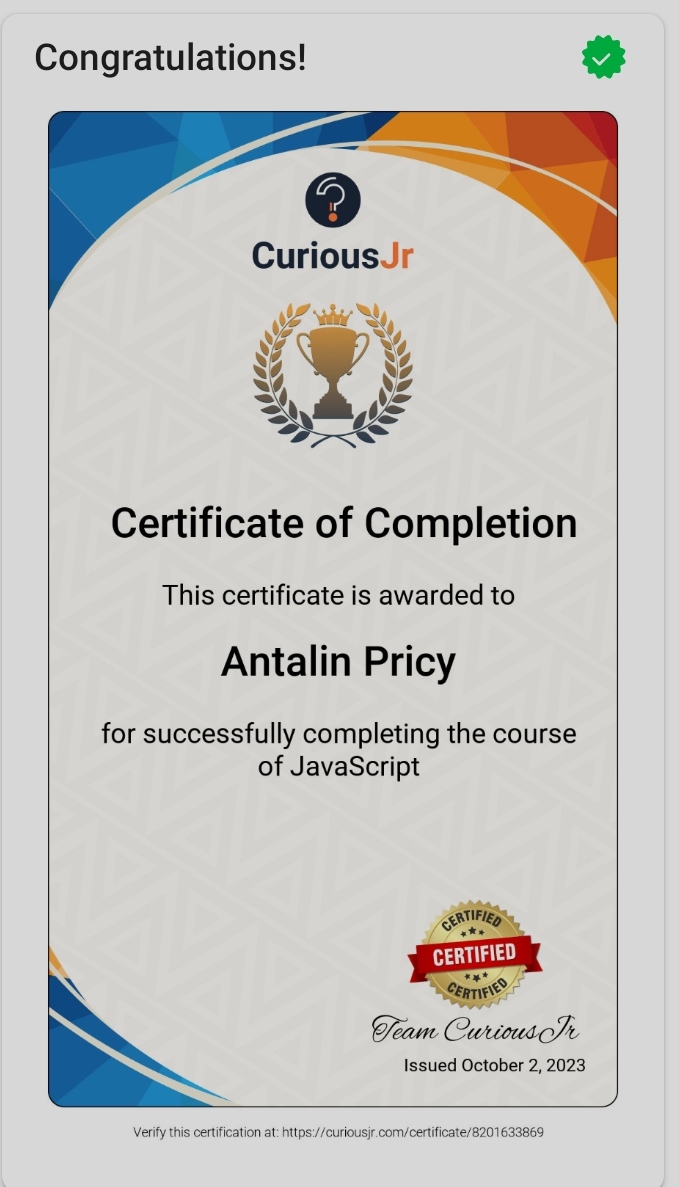 Congratulations!
CuriousJr
Certificate of Completion
This certificate is awarded to
Antalin Pricy
for successfully completing the course
of JavaScript
CERTIFIED
CERTIFIED
CERTIFIED
Team CuriousJr
Issued October 2, 2023
Verify this certification at: https://curiousjr.com/certificate/8201633869